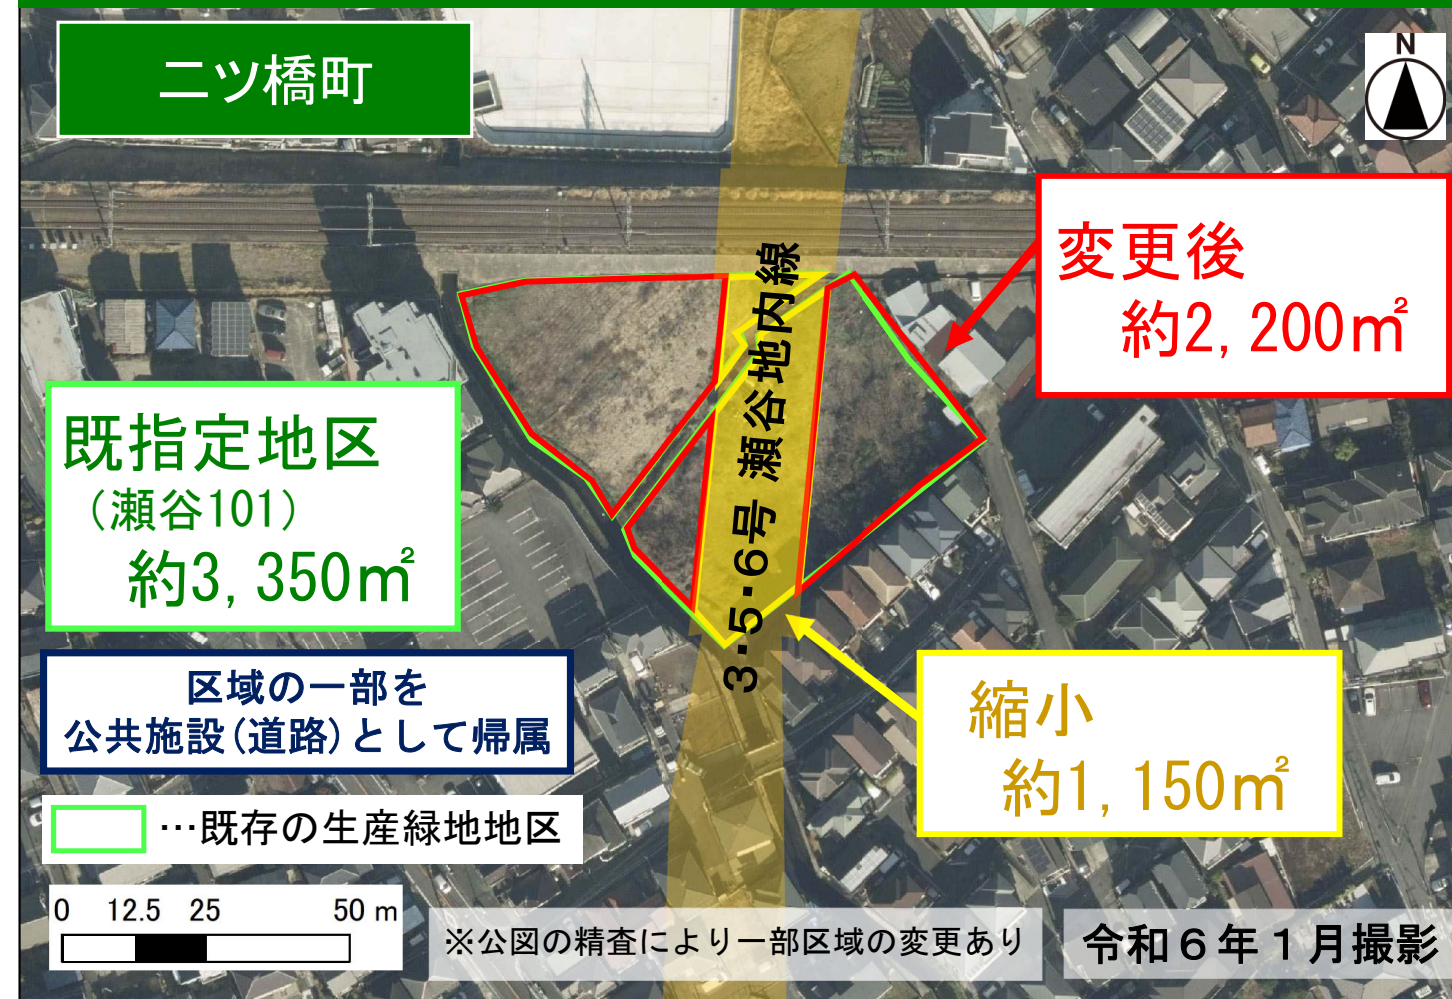 二ツ橋町
N
変更後
約2,200㎡
既指定地区
（瀬谷101）
約3,350㎡
3・5・6号 瀬谷地内線
区域の一部を
公共施設(道路)として帰属
縮小
約1,150㎡
…既存の生産緑地地区
0 12.5 25 50 m
※公図の精査により一部区域の変更あり
令和６年１月撮影